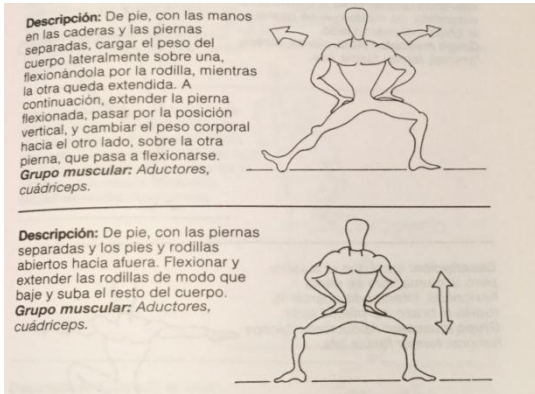 Descripción: De pie, con las manos
en las caderas y las piernas
separadas, cargar el peso del
cuerpo lateralmente sobre una,
flexionándola por la rodilla, mientras
la otra queda extendida. A
continuación, extender la pierna
flexionada, pasar por la posición
vertical, y cambiar el peso corporal
hacia el otro lado, sobre la otra
pierna, que pasa a flexionarse.
Grupo muscular: Aductores,
cuádriceps.
Descripción: De pie, con las piernas
separadas y los pies y rodillas
abiertos hacia afuera. Flexionar y
extender las rodillas de modo que
baje y suba el resto del cuerpo.
Grupo muscular: Aductores,
cuádriceps.